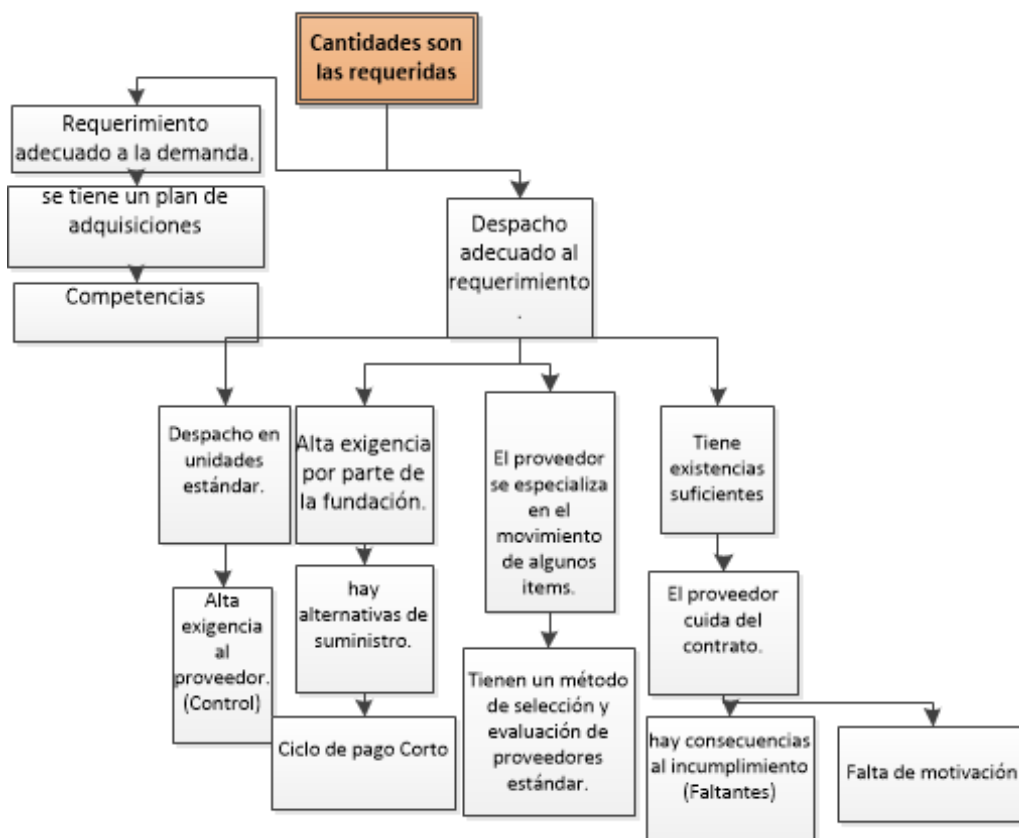 Cantidades son
las requeridas
Requerimiento
adecuado a la demanda.
se tiene un plan de
adquisiciones
Competencias
Despacho
adecuado al
requerimiento
.
Despacho en
unidades
estándar.
Alta exigencia
por parte de
la fundación.
El proveedor
se especializa
en el
movimiento
de algunos
items.
Tiene
existencias
suficientes
Alta
exigencia
al
proveedor.
(Control)
hay
alternativas de
suministro.
Ciclo de pago Corto
Tienen un método
de selección y
evaluación de
proveedores
estándar.
El proveedor
cuida del
contrato.
hay consecuencias
al incumplimiento
(Faltantes)
Falta de motivación